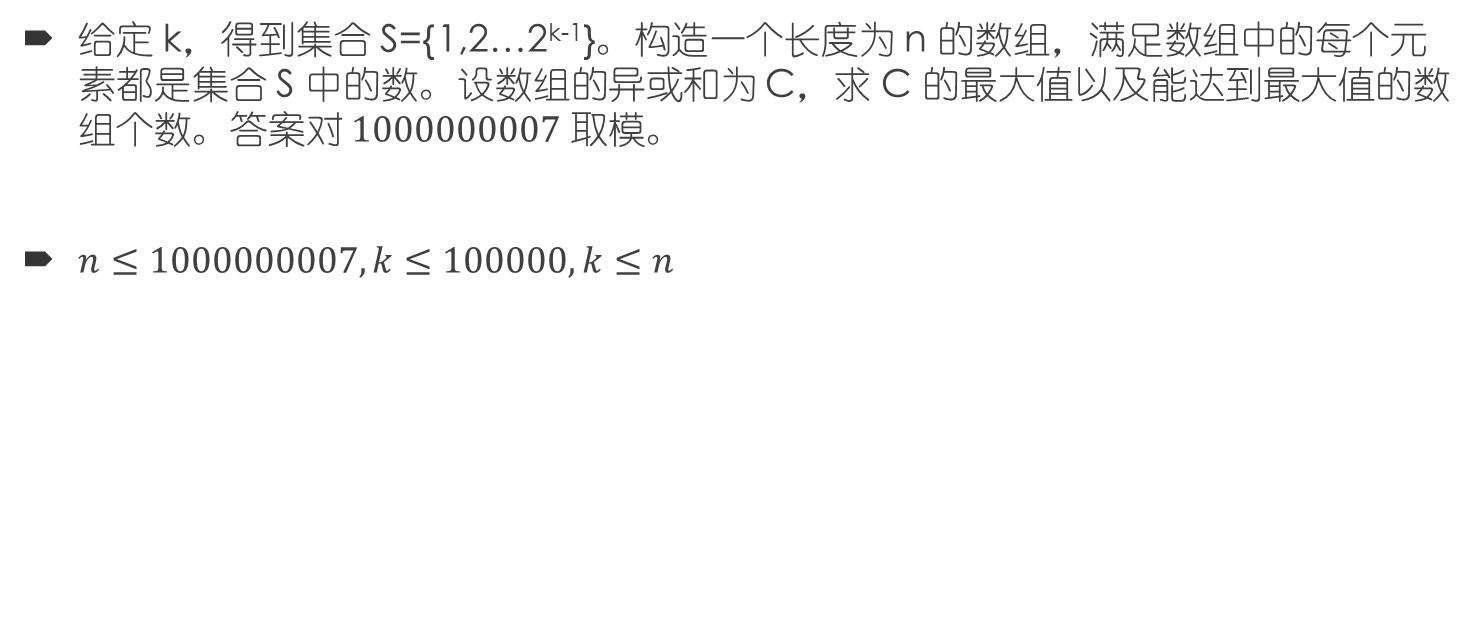 给定 k，得到集合 S={1,2…2ᵏ⁻¹}。构造一个长度为 n 的数组，满足数组中的每个元
素都是集合 S 中的数。设数组的异或和为 C，求 C 的最大值以及能达到最大值的数
组个数。答案对 1000000007 取模。
n ≤ 1000000007, k ≤ 100000, k ≤ n